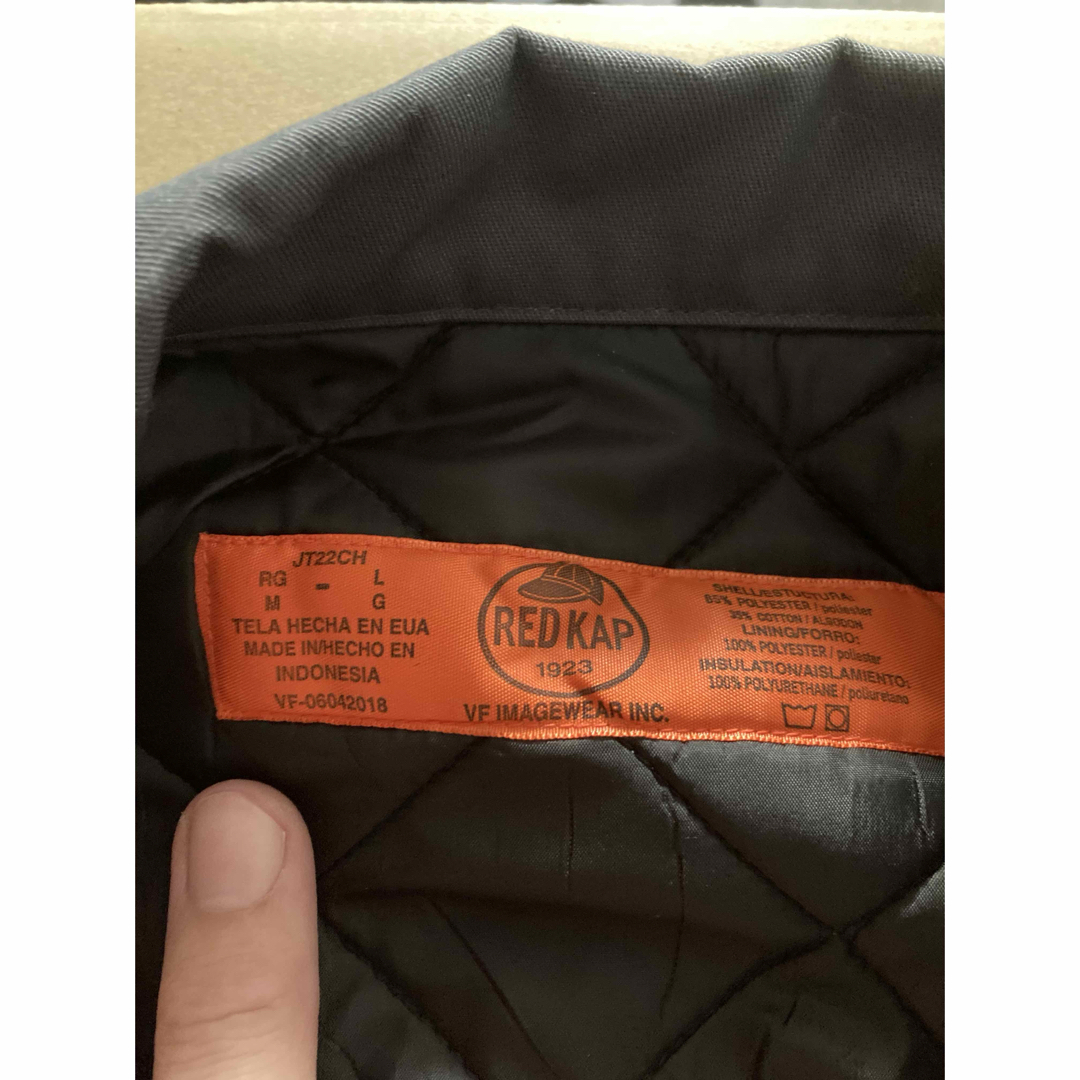 JT22CH
RG - L
M G
TELA HECHA EN EUA
MADE IN/HECHO EN
INDONESIA
VF-06042018
RED KAP
1923
VF IMAGEWEAR INC.
SHELL/ESTUCTURA:
65% POLYESTER / poliester
35% COTTON / ALGODON
LINING/FORRO:
100% POLYESTER / poliester
INSULATION/AISLAMIENTO:
100% POLYURETHANE / poliuretano